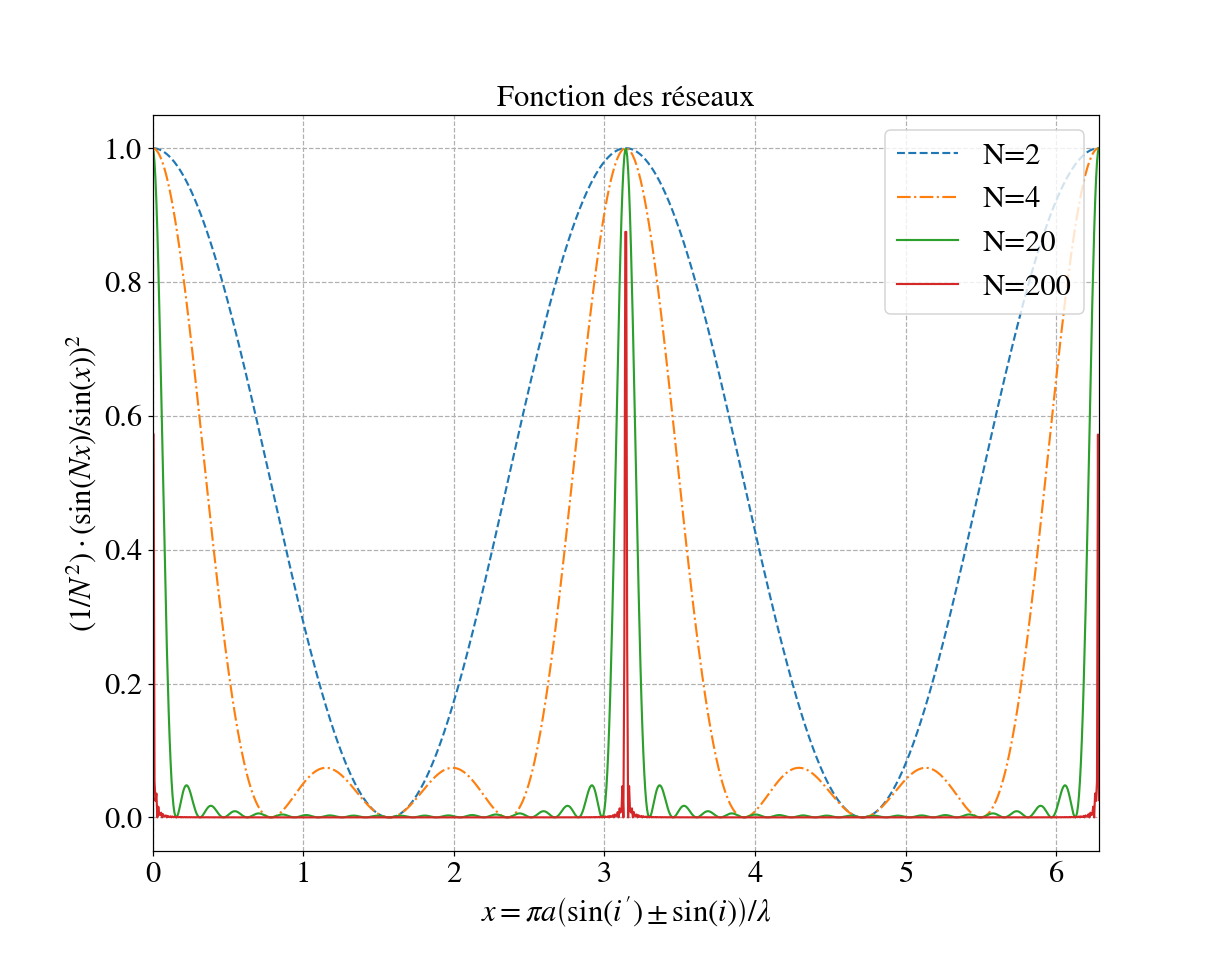 Fonction des réseaux
N=2
N=4
N=20
N=200
1.0
0.8
0.6
0.4
0.2
0.0
(1/N²) · (sin(Nx)/sin(x))²
0 1 2 3 4 5 6
x = πa(sin(i′) ± sin(i))/λ